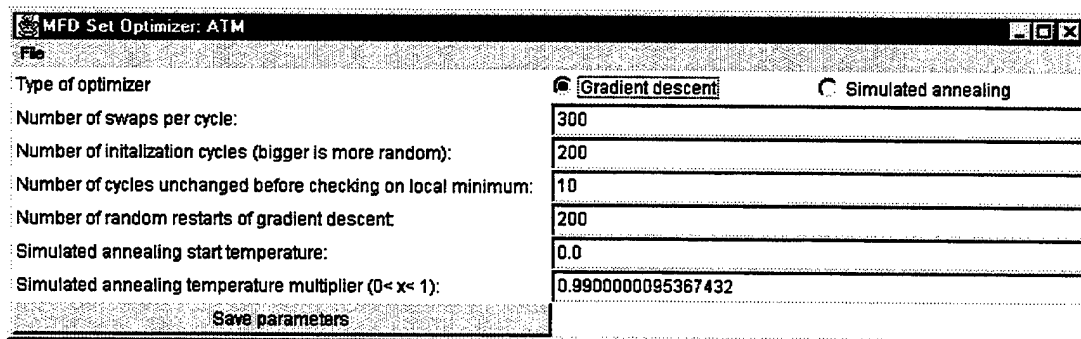 MFD Set Optimizer: ATM
File
Type of optimizer Gradient descent Simulated annealing
Number of swaps per cycle: 300
Number of initalization cycles (bigger is more random): 200
Number of cycles unchanged before checking on local minimum: 10
Number of random restarts of gradient descent: 200
Simulated annealing start temperature: 0.0
Simulated annealing temperature multiplier (0< x< 1): 0.9900000095367432
Save parameters